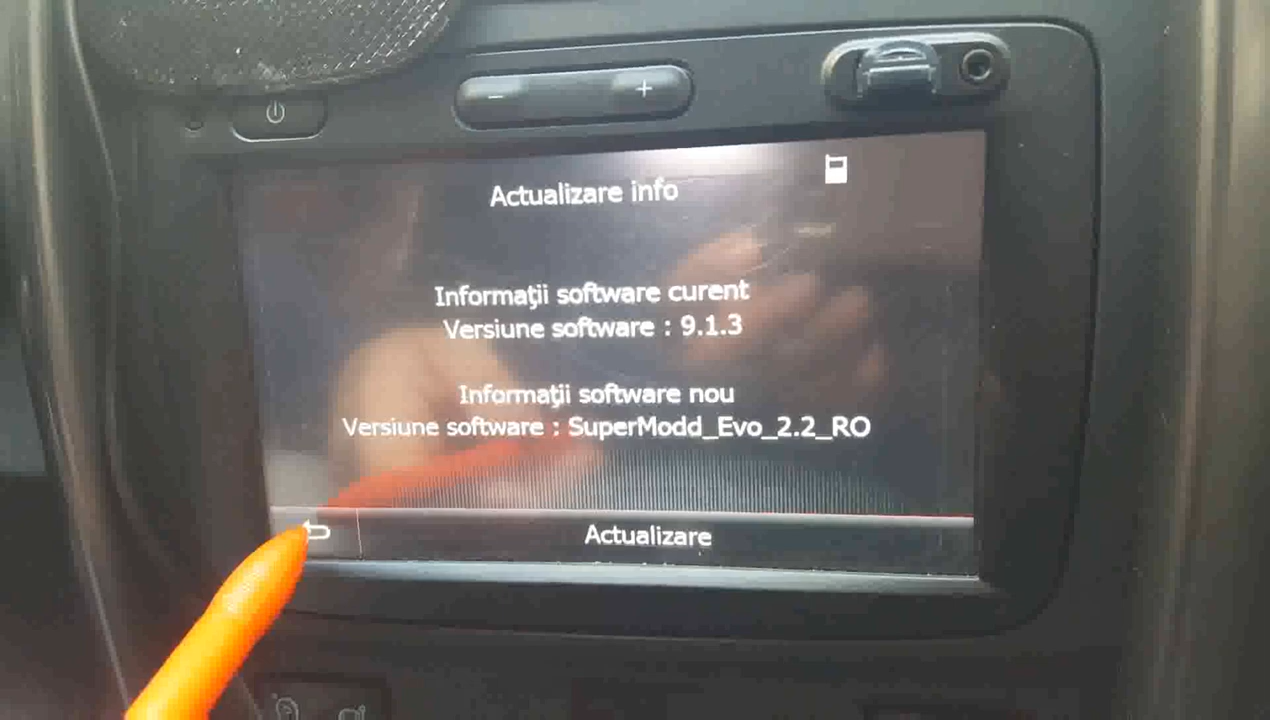 Actualizare info
Informaţii software curent
Versiune software : 9.1.3
Informaţii software nou
Versiune software : SuperModd_Evo_2.2_RO
Actualizare